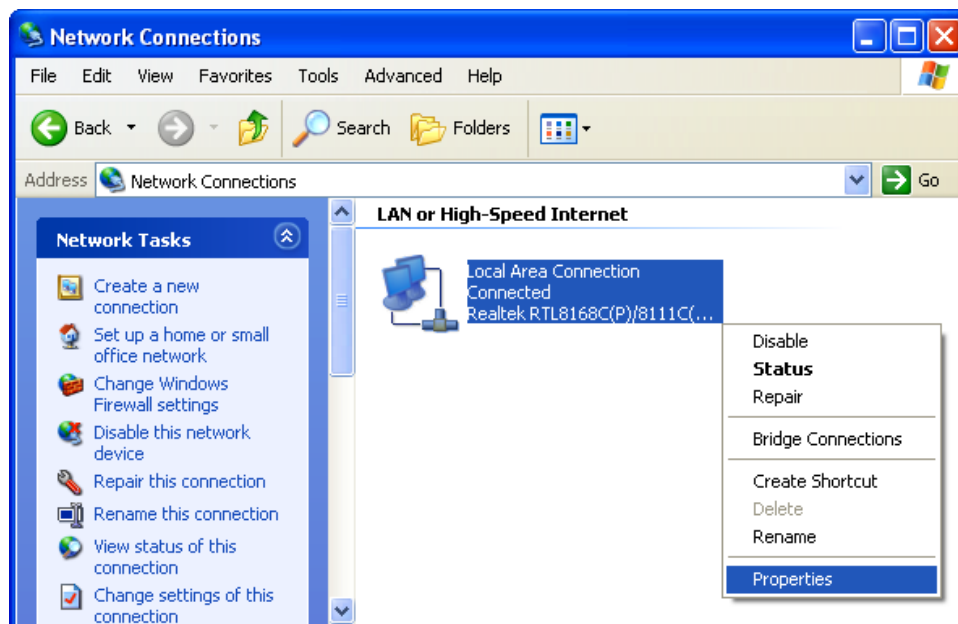 Network Connections
File Edit View Favorites Tools Advanced Help
Back Search Folders
Address Network Connections Go
Network Tasks
Create a new
connection
Set up a home or small
office network
Change Windows
Firewall settings
Disable this network
device
Repair this connection
Rename this connection
View status of this
connection
Change settings of this
connection
LAN or High-Speed Internet
Local Area Connection
Connected
Realtek RTL8168C(P)/8111C(...
Disable
Status
Repair
Bridge Connections
Create Shortcut
Delete
Rename
Properties